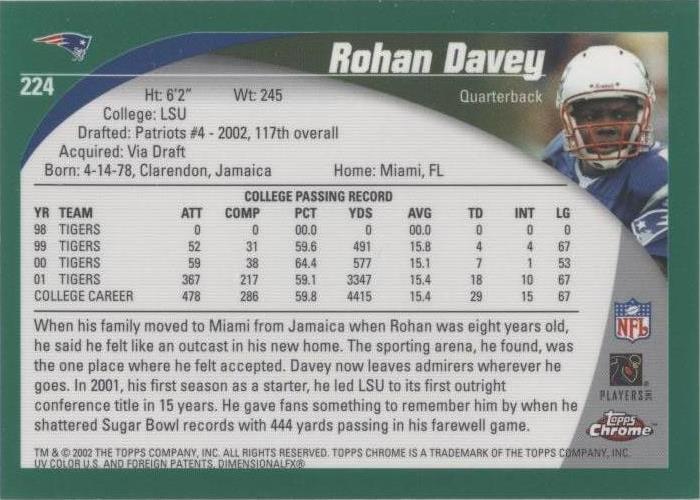 Rohan Davey
224
Quarterback
Ht: 6'2" Wt: 245
College: LSU
Drafted: Patriots #4 - 2002, 117th overall
Acquired: Via Draft
Born: 4-14-78, Clarendon, Jamaica Home: Miami, FL
COLLEGE PASSING RECORD
YR TEAM ATT COMP PCT YDS AVG TD INT LG
98 TIGERS 0 0 00.0 0 00.0 0 0 0
99 TIGERS 52 31 59.6 491 15.8 4 4 67
00 TIGERS 59 38 64.4 577 15.1 7 1 53
01 TIGERS 367 217 59.1 3347 15.4 18 10 67
COLLEGE CAREER 478 286 59.8 4415 15.4 29 15 67
When his family moved to Miami from Jamaica when Rohan was eight years old,
he said he felt like an outcast in his new home. The sporting arena, he found, was
the one place where he felt accepted. Davey now leaves admirers wherever he
goes. In 2001, his first season as a starter, he led LSU to its first outright
conference title in 15 years. He gave fans something to remember him by when he
shattered Sugar Bowl records with 444 yards passing in his farewell game.
NFL
PLAYERS INC
Topps
Chrome
TM & © 2002 THE TOPPS COMPANY, INC. ALL RIGHTS RESERVED. TOPPS CHROME IS A TRADEMARK OF THE TOPPS COMPANY, INC.
UV COLOR U.S. AND FOREIGN PATENTS, DIMENSIONALFX®